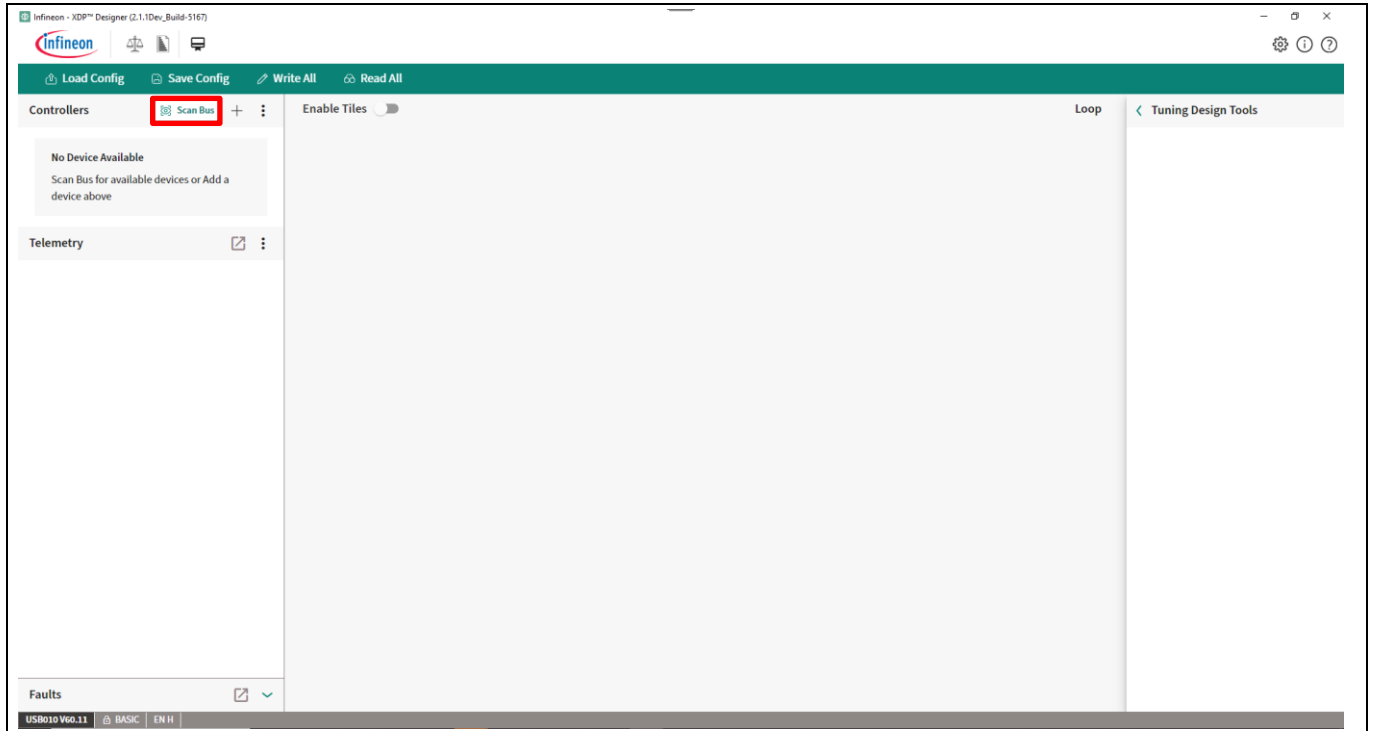 Infineon - XDP™ Designer (2.1.1Dev_Build-5167)
infineon
Load Config Save Config Write All Read All
Controllers Scan Bus Enable Tiles Loop Tuning Design Tools
No Device Available
Scan Bus for available devices or Add a
device above
Telemetry
Faults
USB010 V60.11 BASIC EN H